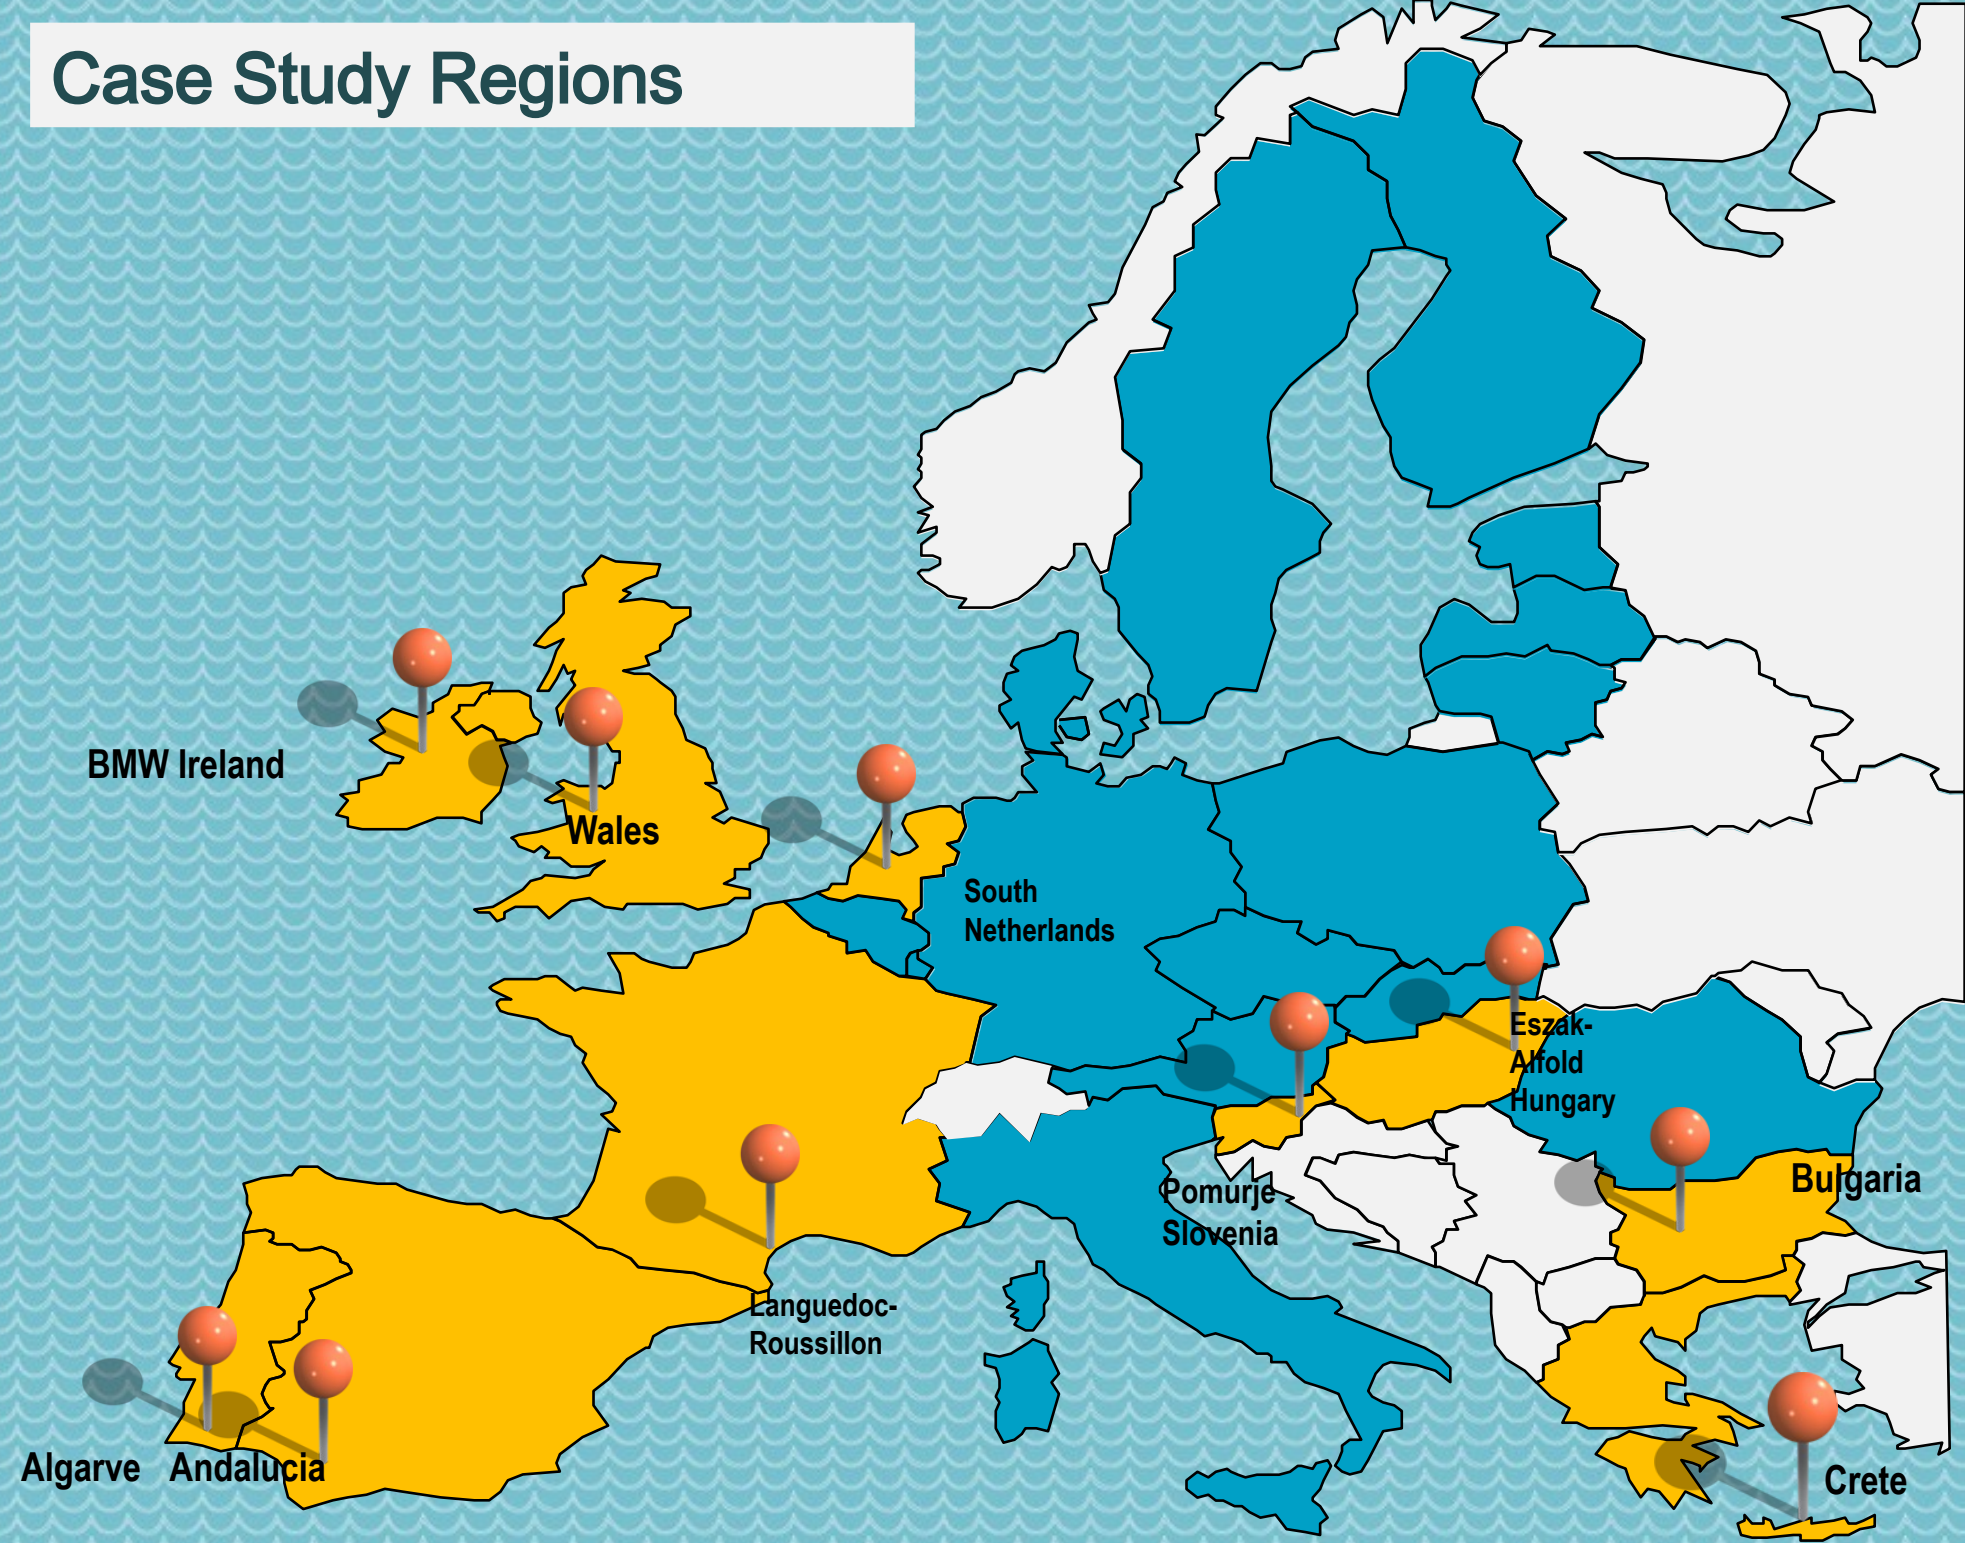 Case Study Regions
BMW Ireland
Wales
South
Netherlands
Eszak-
Alfold
Hungary
Pomurje
Slovenia
Bulgaria
Languedoc-
Roussillon
Algarve
Andalucia
Crete